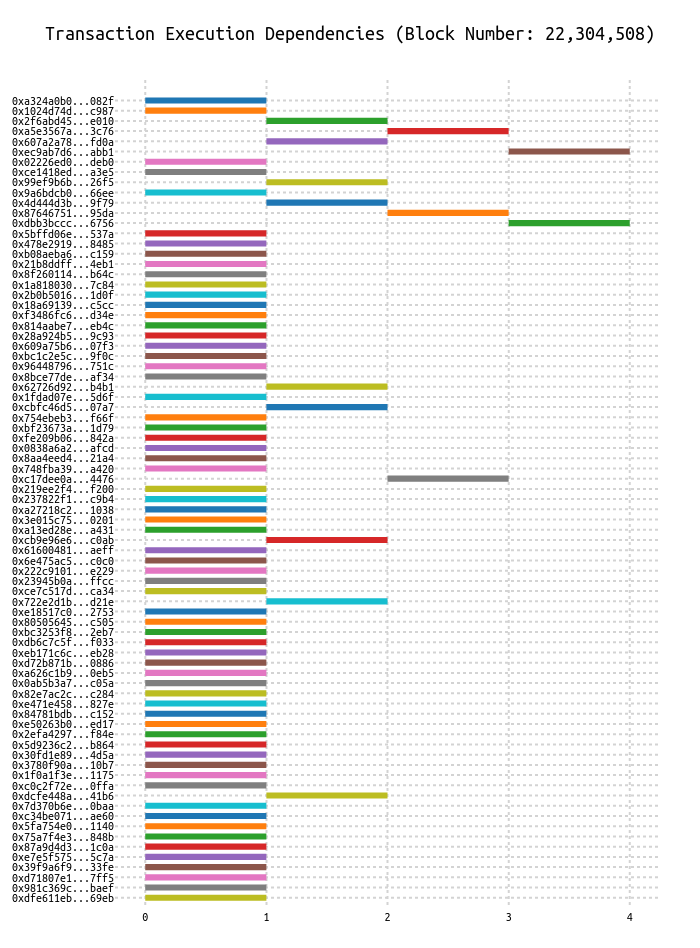 Transaction Execution Dependencies (Block Number: 22,304,508)
0xa324a0b0...082f
0x1024d74d...c987
0x2f6abd45...e010
0xa5e3567a...3c76
0x607a2a78...fd0a
0xec9ab7d6...abb1
0x02226ed0...deb0
0xce1418ed...a3e5
0x99ef9b6b...26f5
0x9a6bdcb0...66ee
0x4d444d3b...9f79
0x87646751...95da
0xdbb3bccc...6756
0x5bffd06e...537a
0x478e2919...8485
0xb08aeba6...c159
0x21b8ddff...4eb1
0x8f260114...b64c
0x1a818030...7c84
0x2b0b5016...1d0f
0x18a69139...c5cc
0xf3486fc6...d34e
0x814aabe7...eb4c
0x28a924b5...9c93
0x609a75b6...07f3
0xbc1c2e5c...9f0c
0x96448796...751c
0x8bce77de...af34
0x62726d92...b4b1
0x1fdad07e...5d6f
0xcbfc46d5...07a7
0x754ebeb3...f66f
0xbf23673a...1d79
0xfe209b06...842a
0x0838a6a2...afcd
0x8aa4eed4...21a4
0x748fba39...a420
0xc17dee0a...4476
0x219ee2f4...f200
0x237822f1...c9b4
0xa27218c2...1038
0x3e015c75...0201
0xa13ed28e...a431
0xcb9e96e6...c0ab
0x61600481...aeff
0x6e475ac5...c0c0
0x222c9101...e229
0x23945b0a...ffcc
0xce7c517d...ca34
0x722e2d1b...d21e
0xe18517c0...2753
0x80505645...c505
0xbc3253f8...2eb7
0xdb6c7c5f...f033
0xeb171c6c...eb28
0xd72b871b...0886
0xa626c1b9...0eb5
0x0ab5b3a7...c05a
0x82e7ac2c...c284
0xe471e458...827e
0x84781bdb...c152
0xe50263b0...ed17
0x2efa4297...f84e
0x5d9236c2...b864
0x30fd1e89...4d5a
0x3780f90a...10b7
0x1f0a1f3e...1175
0xc0c2f72e...0ffa
0xdcfe448a...41b6
0x7d370b6e...0baa
0xc34be071...ae60
0x5fa754e0...1140
0x75a7f4e3...848b
0x87a9d4d3...1c0a
0xe7e5f575...5c7a
0x39f9a6f9...33fe
0xd71807e1...7ff5
0x981c369c...baef
0xdfe611eb...69eb
0 1 2 3 4